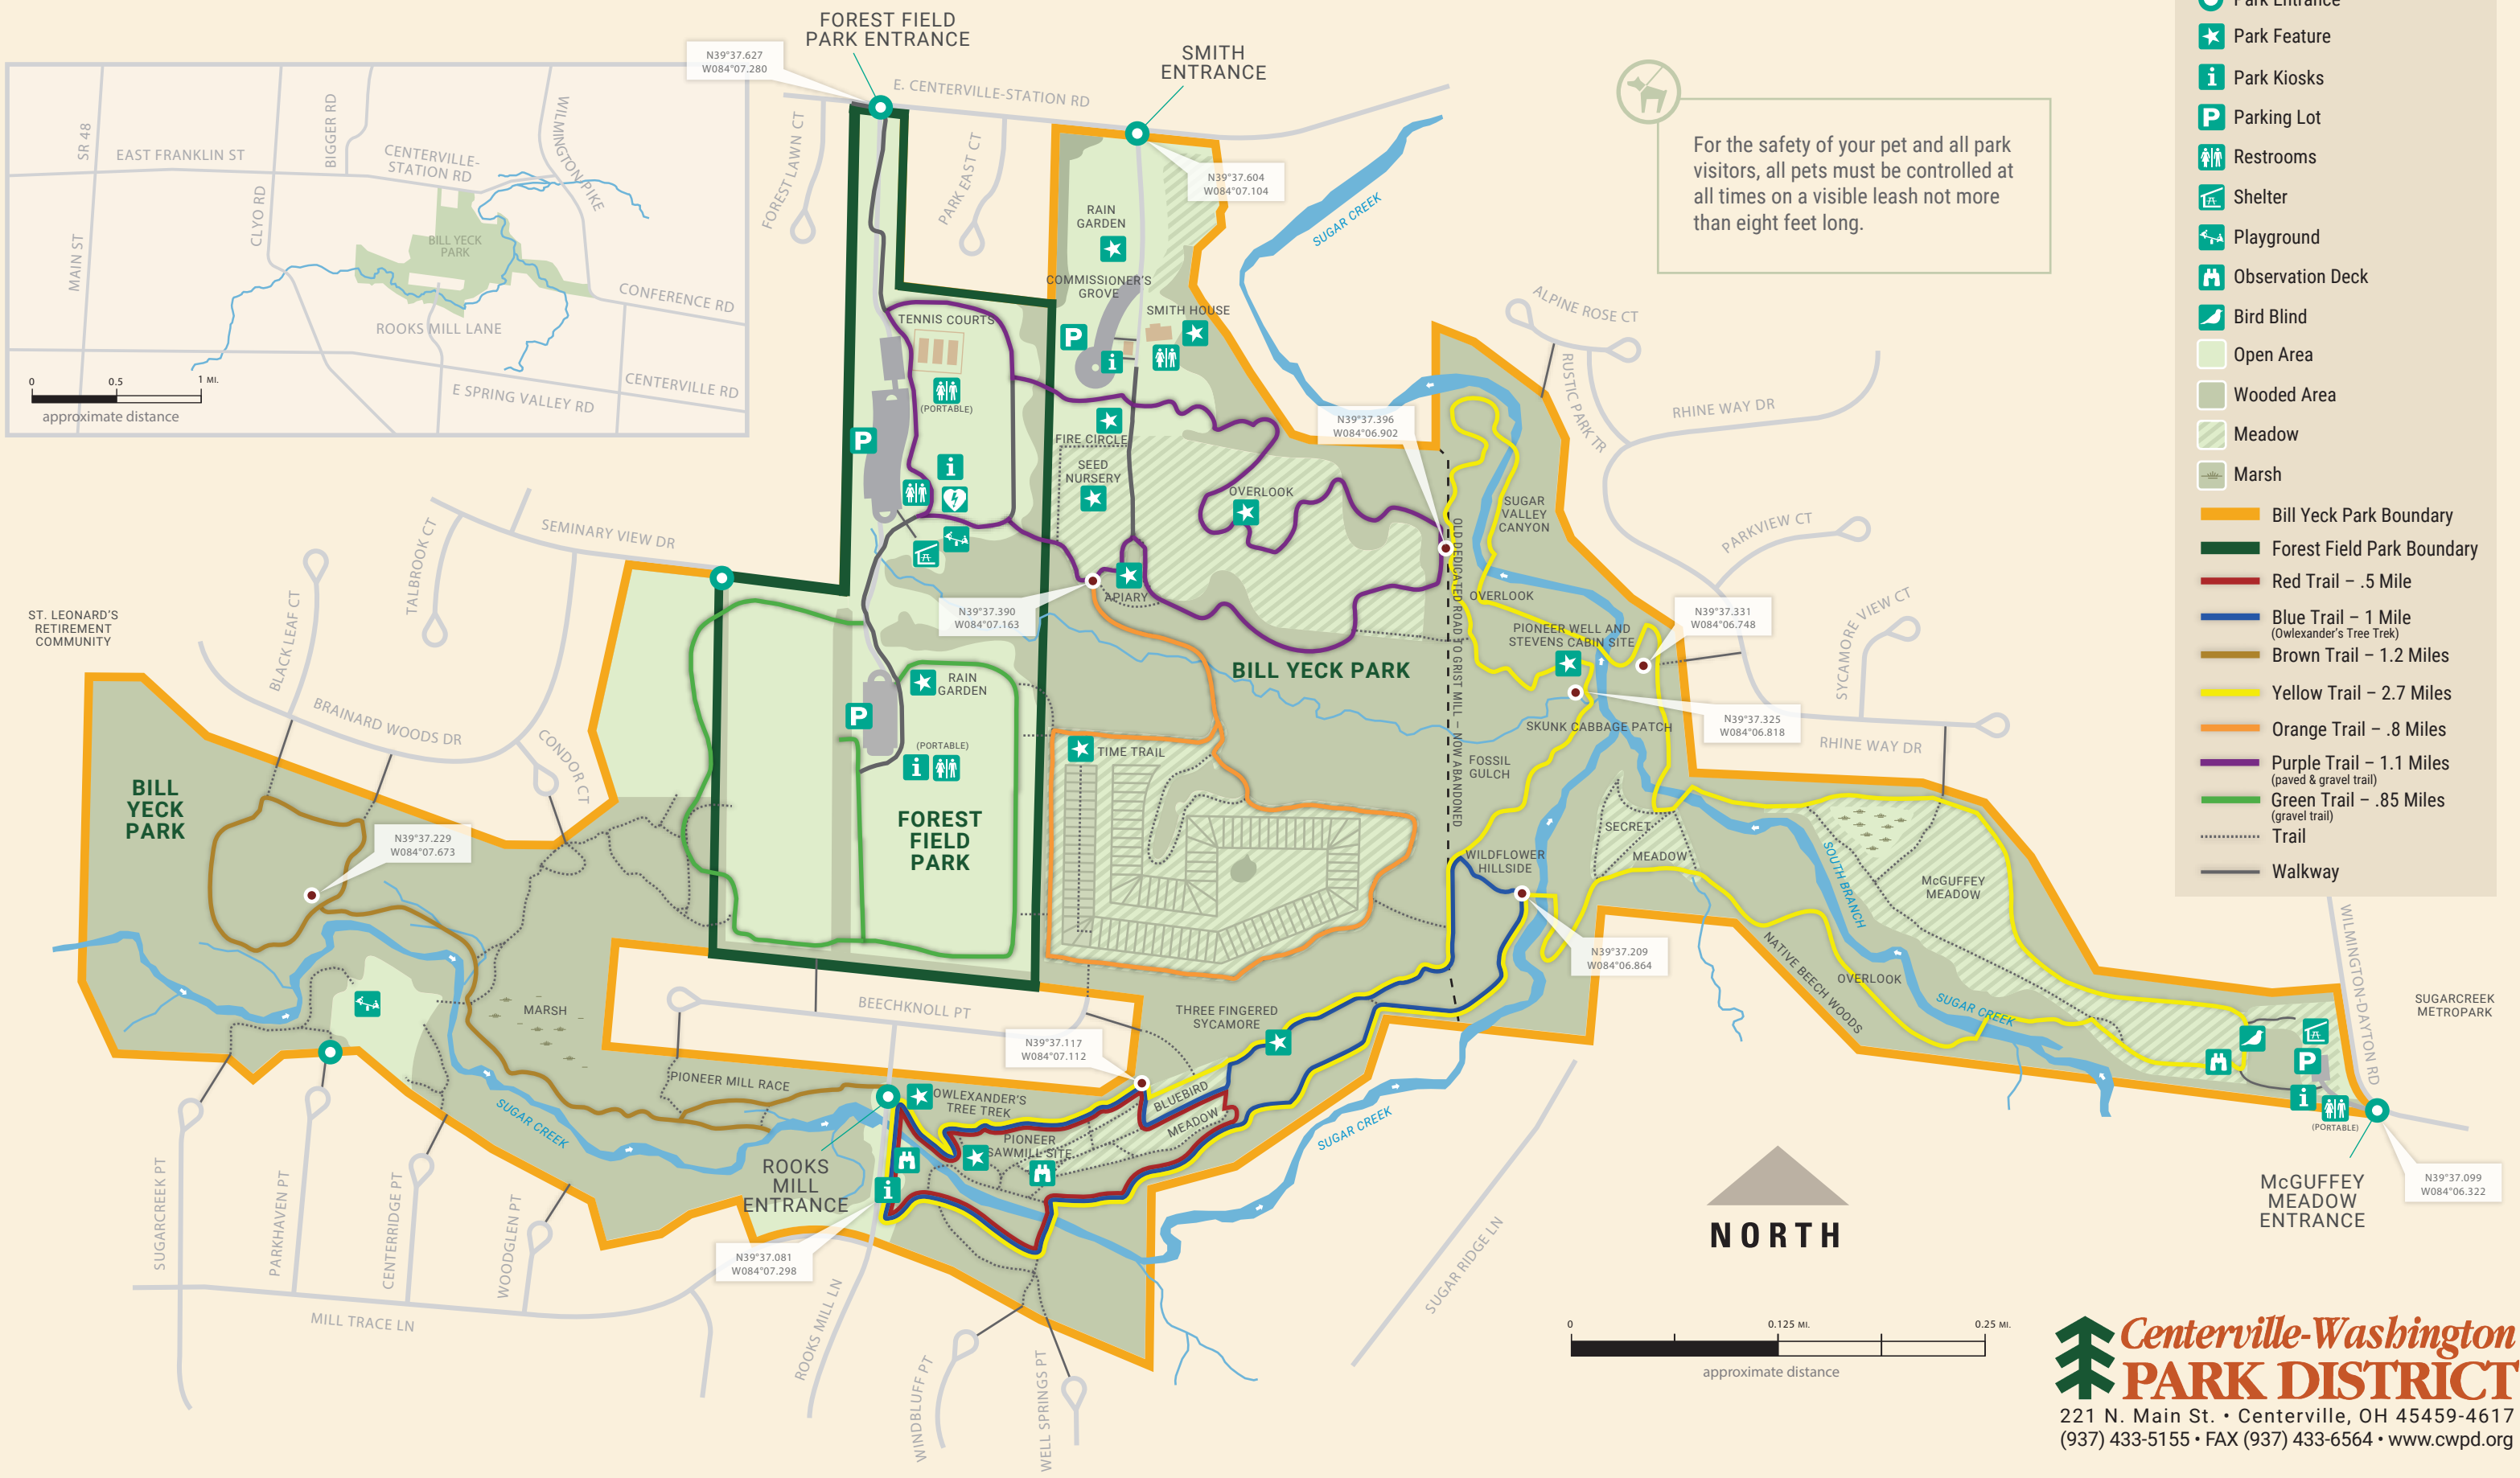 FOREST FIELD
PARK ENTRANCE
SMITH
ENTRANCE
N39°37.627
W084°07.280
E. CENTERVILLE-STATION RD
FOREST LAWN CT
PARK EAST CT
N39°37.604
W084°07.104
SUGAR CREEK
SR 48
EAST FRANKLIN ST
BIGGER RD
CENTERVILLE-
STATION RD
WILMINGTON PIKE
CLYO RD
MAIN ST
BILL YECK
PARK
CONFERENCE RD
ROOKS MILL LANE
E SPRING VALLEY RD
CENTERVILLE RD
0 0.5 1 MI.
approximate distance
For the safety of your pet and all park
visitors, all pets must be controlled at
all times on a visible leash not more
than eight feet long.
Park Entrance
Park Feature
Park Kiosks
P Parking Lot
Restrooms
Shelter
Playground
Observation Deck
Bird Blind
Open Area
Wooded Area
Meadow
Marsh
Bill Yeck Park Boundary
Forest Field Park Boundary
Red Trail – .5 Mile
Blue Trail – 1 Mile
(Owlexander's Tree Trek)
Brown Trail – 1.2 Miles
Yellow Trail – 2.7 Miles
Orange Trail – .8 Miles
Purple Trail – 1.1 Miles
(paved & gravel trail)
Green Trail – .85 Miles
(gravel trail)
Trail
Walkway
RAIN
GARDEN
COMMISSIONER'S
GROVE
SMITH HOUSE
TENNIS COURTS
P
i
(PORTABLE)
P
i
FIRE CIRCLE
SEED
NURSERY
OVERLOOK
N39°37.396
W084°06.902
ALPINE ROSE CT
RUSTIC PARK TR
RHINE WAY DR
PARKVIEW CT
SYCAMORE VIEW CT
RHINE WAY DR
SUGAR
VALLEY
CANYON
OVERLOOK
OLD DEDICATED ROAD TO GRIST MILL – NOW ABANDONED
PIONEER WELL AND
STEVENS CABIN SITE
N39°37.331
W084°06.748
N39°37.325
W084°06.818
SKUNK CABBAGE PATCH
FOSSIL
GULCH
APIARY
N39°37.390
W084°07.163
BILL YECK PARK
SEMINARY VIEW DR
TALBROOK CT
BLACK LEAF CT
BRAINARD WOODS DR
CONDOR CT
ST. LEONARD'S
RETIREMENT
COMMUNITY
BILL
YECK
PARK
N39°37.229
W084°07.673
RAIN
GARDEN
P
(PORTABLE)
i
FOREST
FIELD
PARK
TIME TRAIL
SECRET
MEADOW
WILDFLOWER
HILLSIDE
N39°37.209
W084°06.864
SOUTH BRANCH
McGUFFEY
MEADOW
NATIVE BEECH WOODS
OVERLOOK
SUGAR CREEK
WILMINGTON-DAYTON RD
SUGARCREEK
METROPARK
P
i
(PORTABLE)
McGUFFEY
MEADOW
ENTRANCE
N39°37.099
W084°06.322
MARSH
BEECHKNOLL PT
N39°37.117
W084°07.112
THREE FINGERED
SYCAMORE
PIONEER MILL RACE
OWLEXANDER'S
TREE TREK
BLUEBIRD
MEADOW
PIONEER
SAWMILL SITE
SUGAR CREEK
SUGAR CREEK
ROOKS
MILL
ENTRANCE
i
N39°37.081
W084°07.298
SUGARCREEK PT
PARKHAVEN PT
CENTERRIDGE PT
WOODGLEN PT
MILL TRACE LN
ROOKS MILL LN
WINDBLUFF PT
WELL SPRINGS PT
SUGAR RIDGE LN
NORTH
0 0.125 MI. 0.25 MI.
approximate distance
Centerville-Washington
PARK DISTRICT
221 N. Main St. • Centerville, OH 45459-4617
(937) 433-5155 • FAX (937) 433-6564 • www.cwpd.org